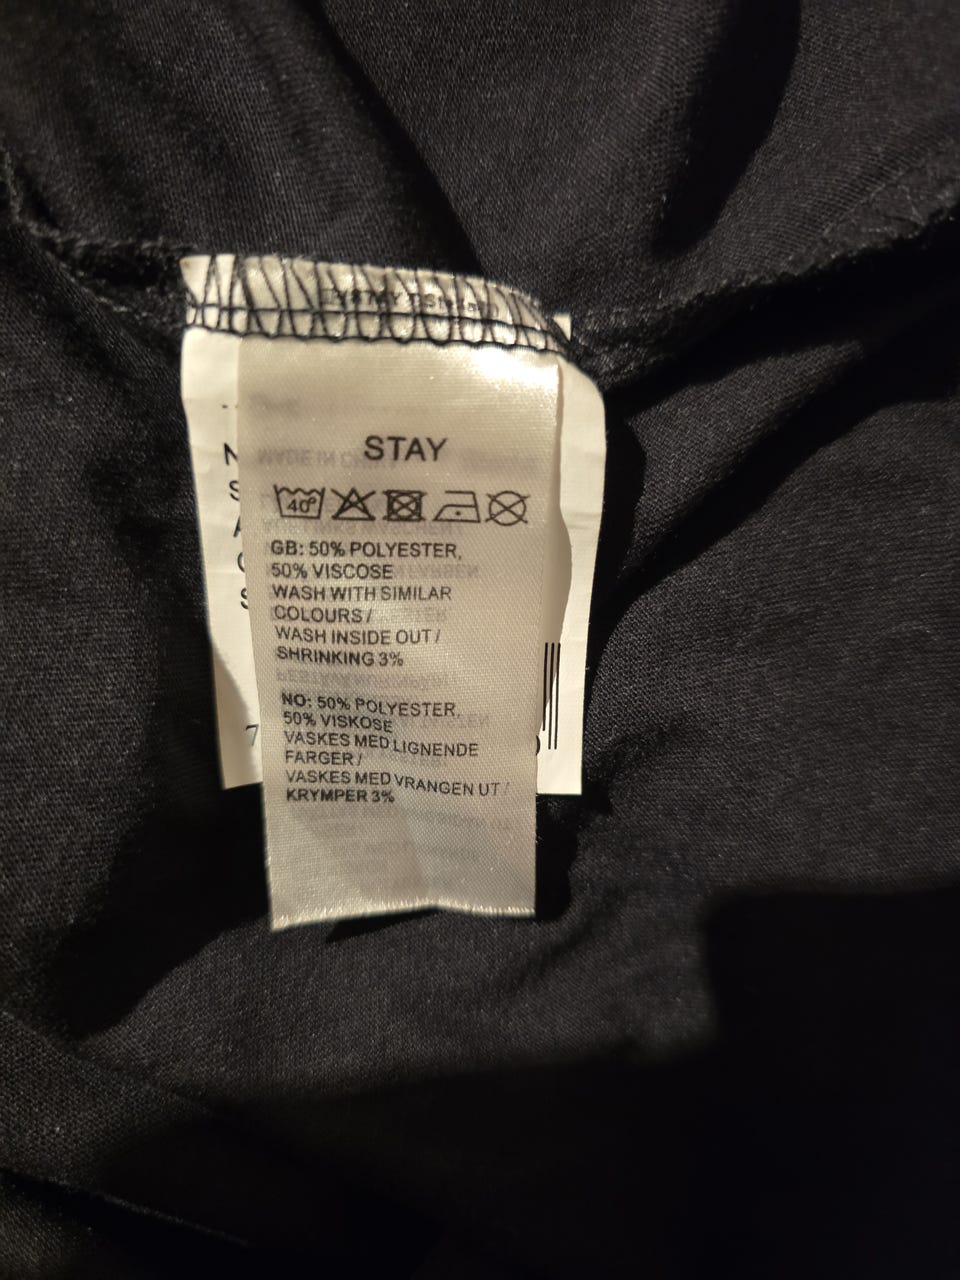 STAY
40°
GB: 50% POLYESTER,
50% VISCOSE
WASH WITH SIMILAR
COLOURS /
WASH INSIDE OUT /
SHRINKING 3%
NO: 50% POLYESTER,
50% VISKOSE
VASKES MED LIGNENDE
FARGER /
VASKES MED VRANGEN UT /
KRYMPER 3%